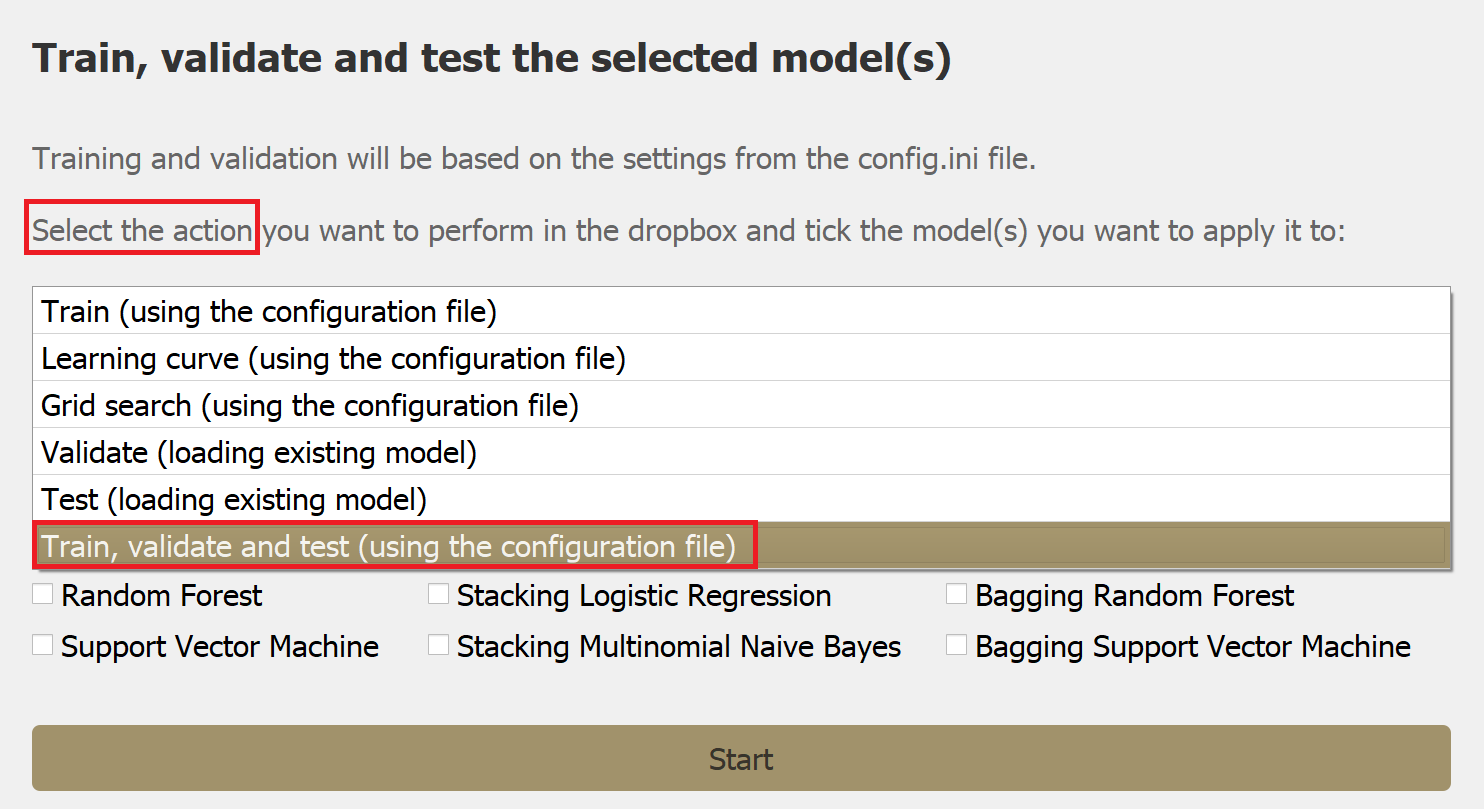 Train, validate and test the selected model(s)
Training and validation will be based on the settings from the config.ini file.
Select the action you want to perform in the dropbox and tick the model(s) you want to apply it to:
Train (using the configuration file)
Learning curve (using the configuration file)
Grid search (using the configuration file)
Validate (loading existing model)
Test (loading existing model)
Train, validate and test (using the configuration file)
Random Forest Stacking Logistic Regression Bagging Random Forest
Support Vector Machine Stacking Multinomial Naive Bayes Bagging Support Vector Machine
Start